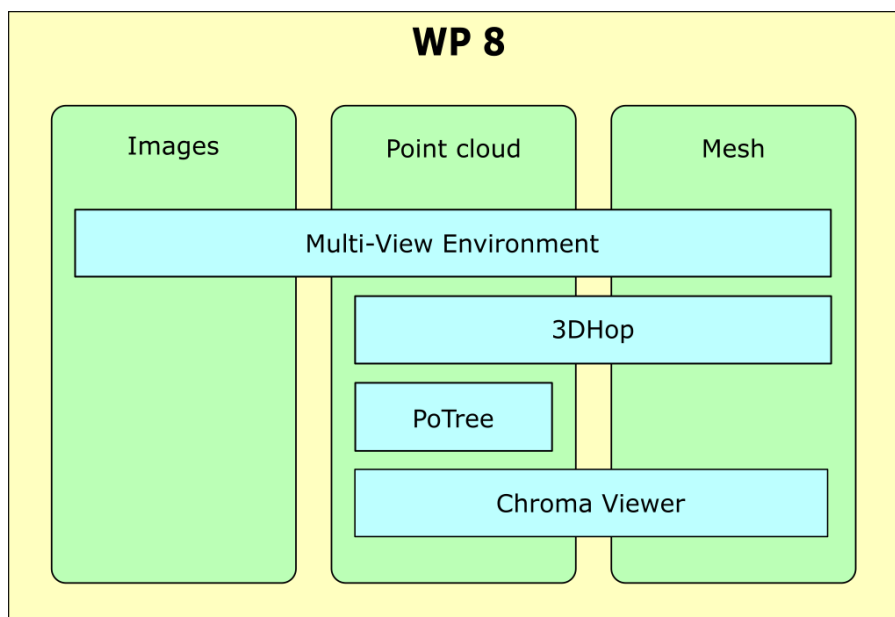 WP 8
Images
Point cloud
Mesh
Multi-View Environment
3DHop
PoTree
Chroma Viewer